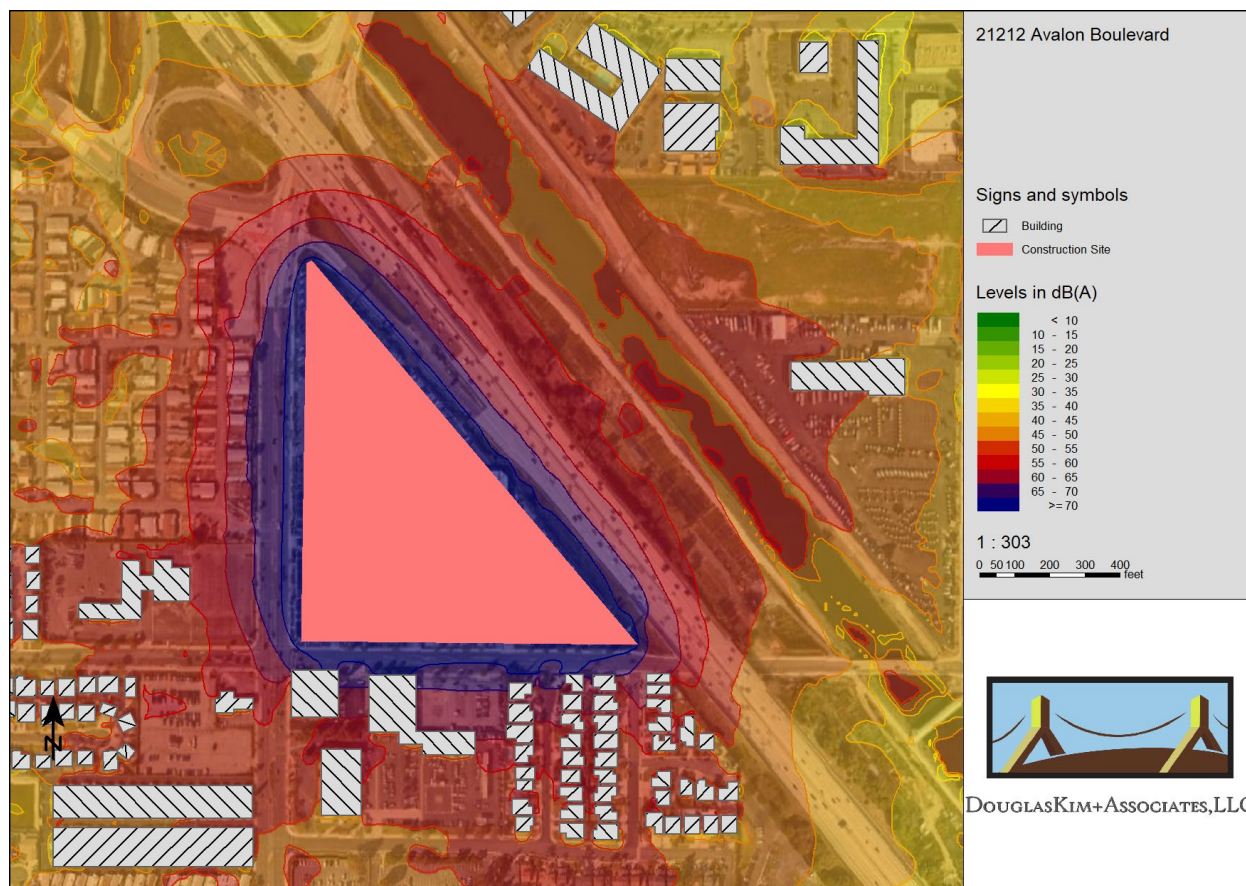 21212 Avalon Boulevard
Signs and symbols
Building
Construction Site
Levels in dB(A)
< 10
10 - 15
15 - 20
20 - 25
25 - 30
30 - 35
35 - 40
40 - 45
45 - 50
50 - 55
55 - 60
60 - 65
65 - 70
>= 70
1 : 303
0 50 100 200 300 400
feet
N
DOUGLASKIM+ASSOCIATES,LLC